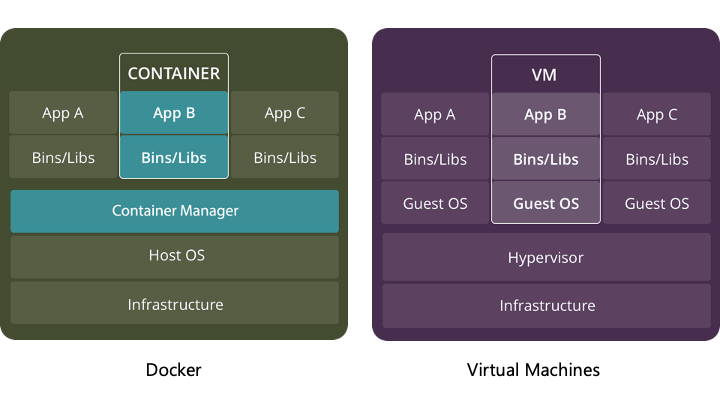 CONTAINER
App A
App B
App C
Bins/Libs
Bins/Libs
Bins/Libs
Container Manager
Host OS
Infrastructure
Docker
VM
App A
App B
App C
Bins/Libs
Bins/Libs
Bins/Libs
Guest OS
Guest OS
Guest OS
Hypervisor
Infrastructure
Virtual Machines